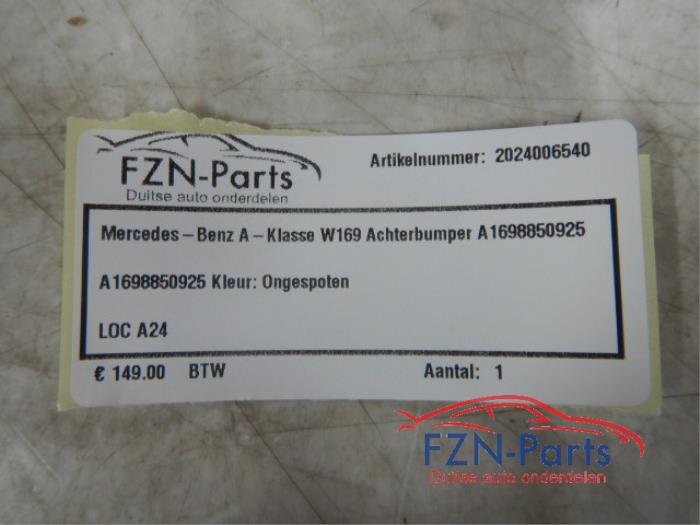 FZN-Parts
Duitse auto onderdelen
Artikelnummer: 2024006540
Mercedes-Benz A-Klasse W169 Achterbumper A1698850925
A1698850925 Kleur: Ongespoten
LOC A24
€ 149.00 BTW Aantal: 1
FZN-Parts
Duitse auto onderdelen